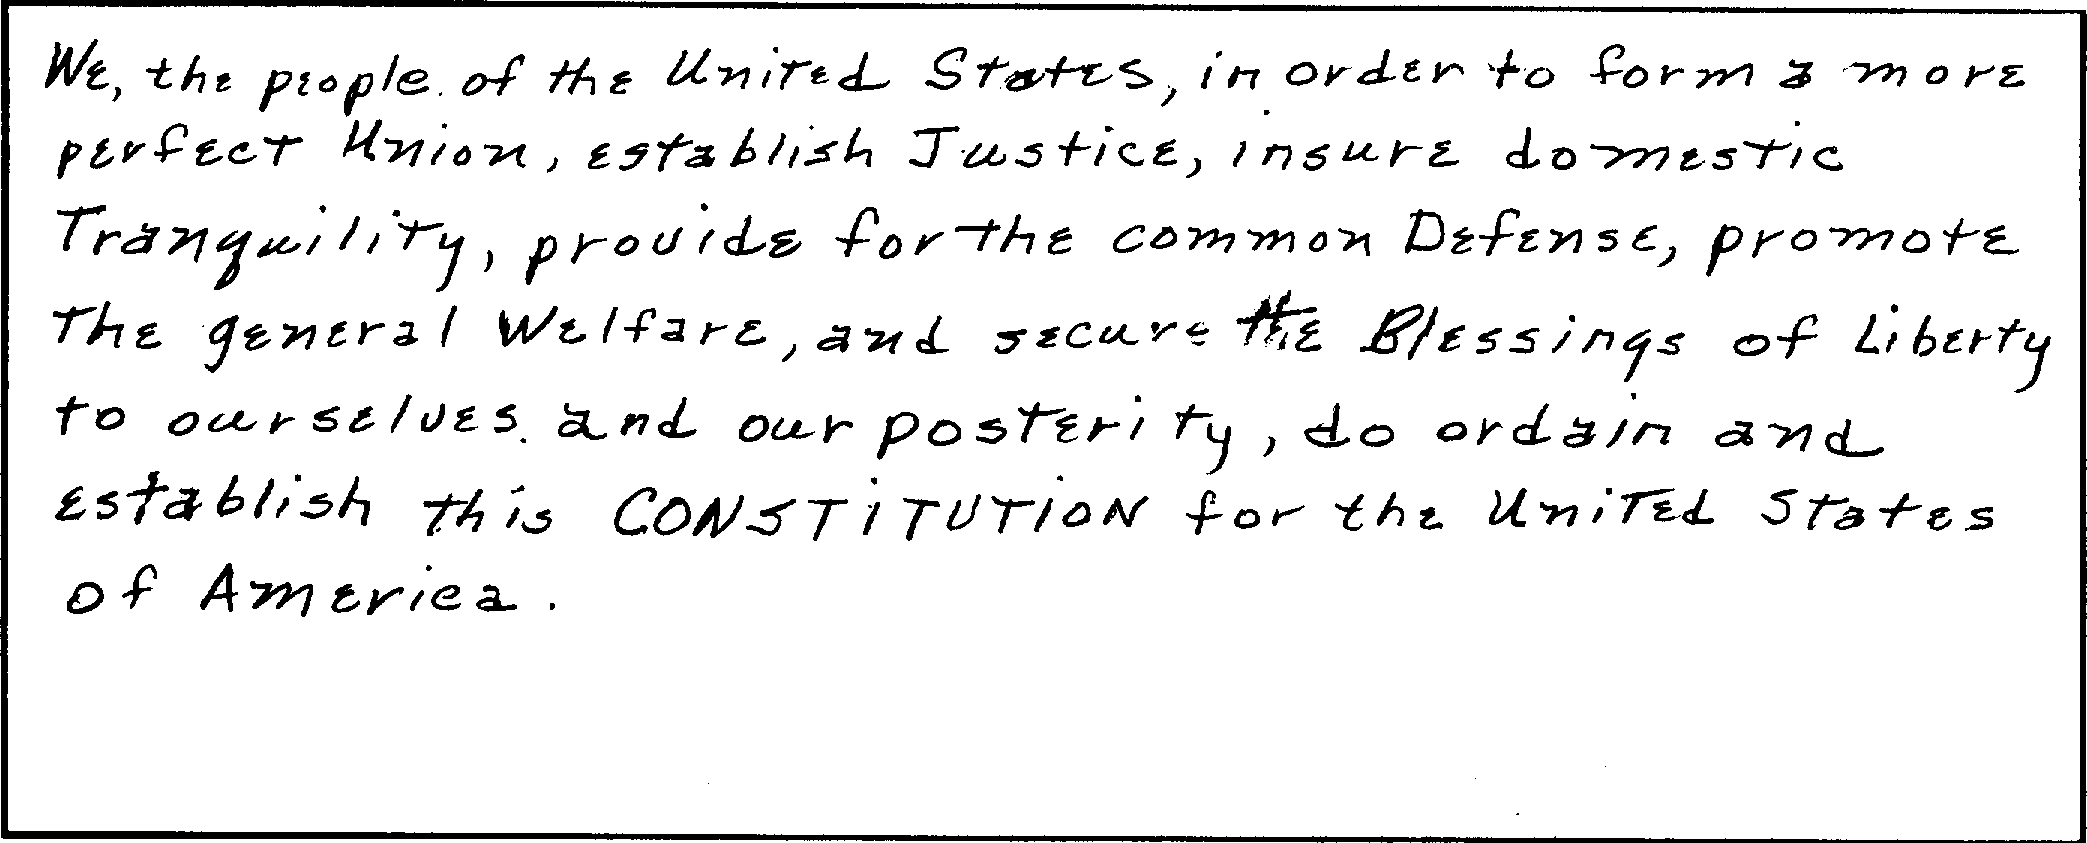 We, the people of the United States, in order to form a more
perfect Union, establish Justice, insure domestic
Tranquility, provide for the common Defense, promote
the general Welfare, and secure the Blessings of Liberty
to ourselves and our posterity, do ordain and
establish this CONSTITUTION for the United States
of America.